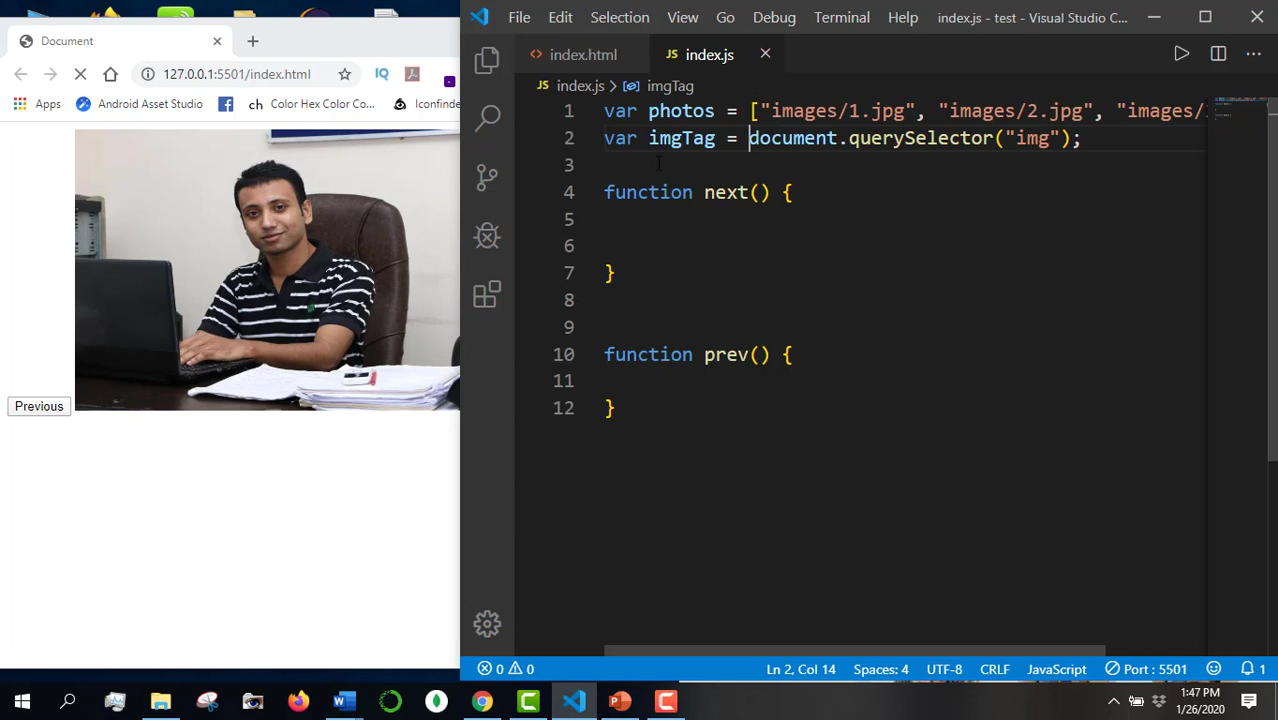 File Edit Selection View Go Debug Terminal Help index.js - test - Visual Studio C...
Document
index.html
JS index.js
127.0.0.1:5501/index.html
IQ
JS index.js > imgTag
Apps Android Asset Studio Color Hex Color Co... Iconfinde
1 var photos = ["images/1.jpg", "images/2.jpg", "images/
2 var imgTag = document.querySelector("img");
3
4 function next() {
5
6
7 }
8
9
10 function prev() {
11
12 }
Previous
0 0 Ln 2, Col 14 Spaces: 4 UTF-8 CRLF JavaScript Port : 5501 1
1:47 PM
1/26/2020